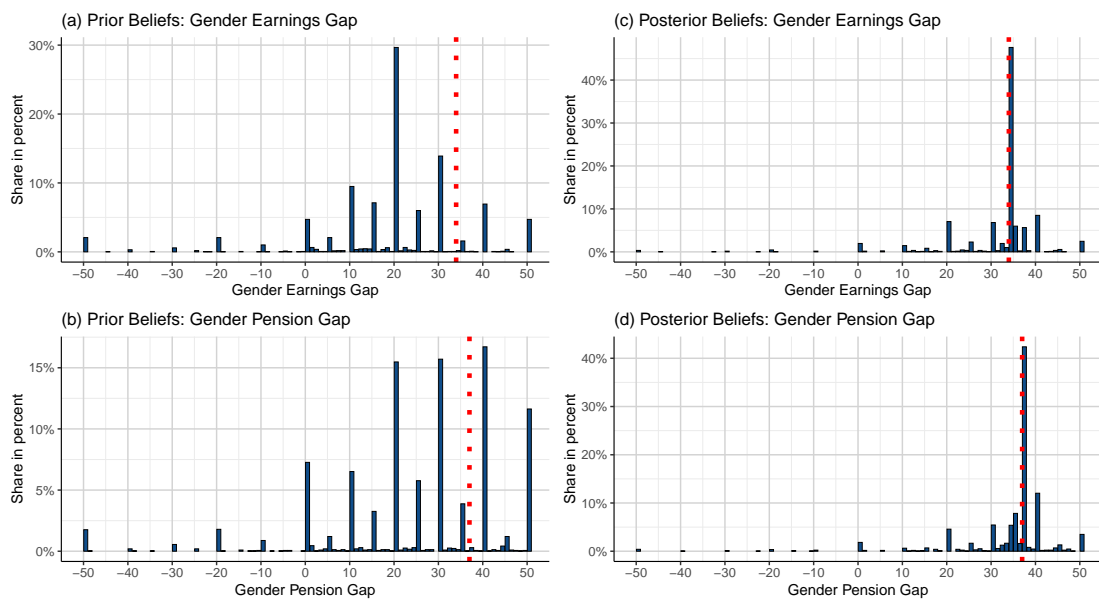 (a) Prior Beliefs: Gender Earnings Gap
Share in percent
30%
20%
10%
0%
−50 −40 −30 −20 −10 0 10 20 30 40 50
Gender Earnings Gap
(c) Posterior Beliefs: Gender Earnings Gap
Share in percent
40%
30%
20%
10%
0%
−50 −40 −30 −20 −10 0 10 20 30 40 50
Gender Earnings Gap
(b) Prior Beliefs: Gender Pension Gap
Share in percent
15%
10%
5%
0%
−50 −40 −30 −20 −10 0 10 20 30 40 50
Gender Pension Gap
(d) Posterior Beliefs: Gender Pension Gap
Share in percent
40%
30%
20%
10%
0%
−50 −40 −30 −20 −10 0 10 20 30 40 50
Gender Pension Gap